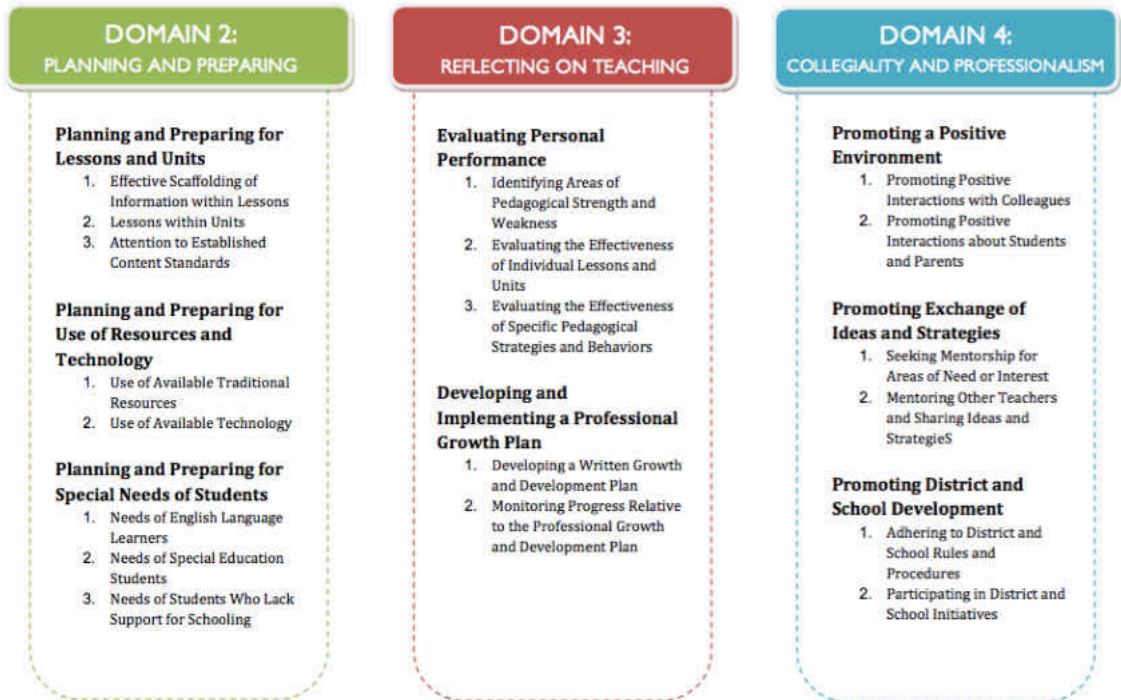 DOMAIN 2:
PLANNING AND PREPARING
Planning and Preparing for
Lessons and Units
1. Effective Scaffolding of
Information within Lessons
2. Lessons within Units
3. Attention to Established
Content Standards
Planning and Preparing for
Use of Resources and
Technology
1. Use of Available Traditional
Resources
2. Use of Available Technology
Planning and Preparing for
Special Needs of Students
1. Needs of English Language
Learners
2. Needs of Special Education
Students
3. Needs of Students Who Lack
Support for Schooling
DOMAIN 3:
REFLECTING ON TEACHING
Evaluating Personal
Performance
1. Identifying Areas of
Pedagogical Strength and
Weakness
2. Evaluating the Effectiveness
of Individual Lessons and
Units
3. Evaluating the Effectiveness
of Specific Pedagogical
Strategies and Behaviors
Developing and
Implementing a Professional
Growth Plan
1. Developing a Written Growth
and Development Plan
2. Monitoring Progress Relative
to the Professional Growth
and Development Plan
DOMAIN 4:
COLLEGIALITY AND PROFESSIONALISM
Promoting a Positive
Environment
1. Promoting Positive
Interactions with Colleagues
2. Promoting Positive
Interactions about Students
and Parents
Promoting Exchange of
Ideas and Strategies
1. Seeking Mentorship for
Areas of Need or Interest
2. Mentoring Other Teachers
and Sharing Ideas and
StrategieS
Promoting District and
School Development
1. Adhering to District and
School Rules and
Procedures
2. Participating in District and
School Initiatives